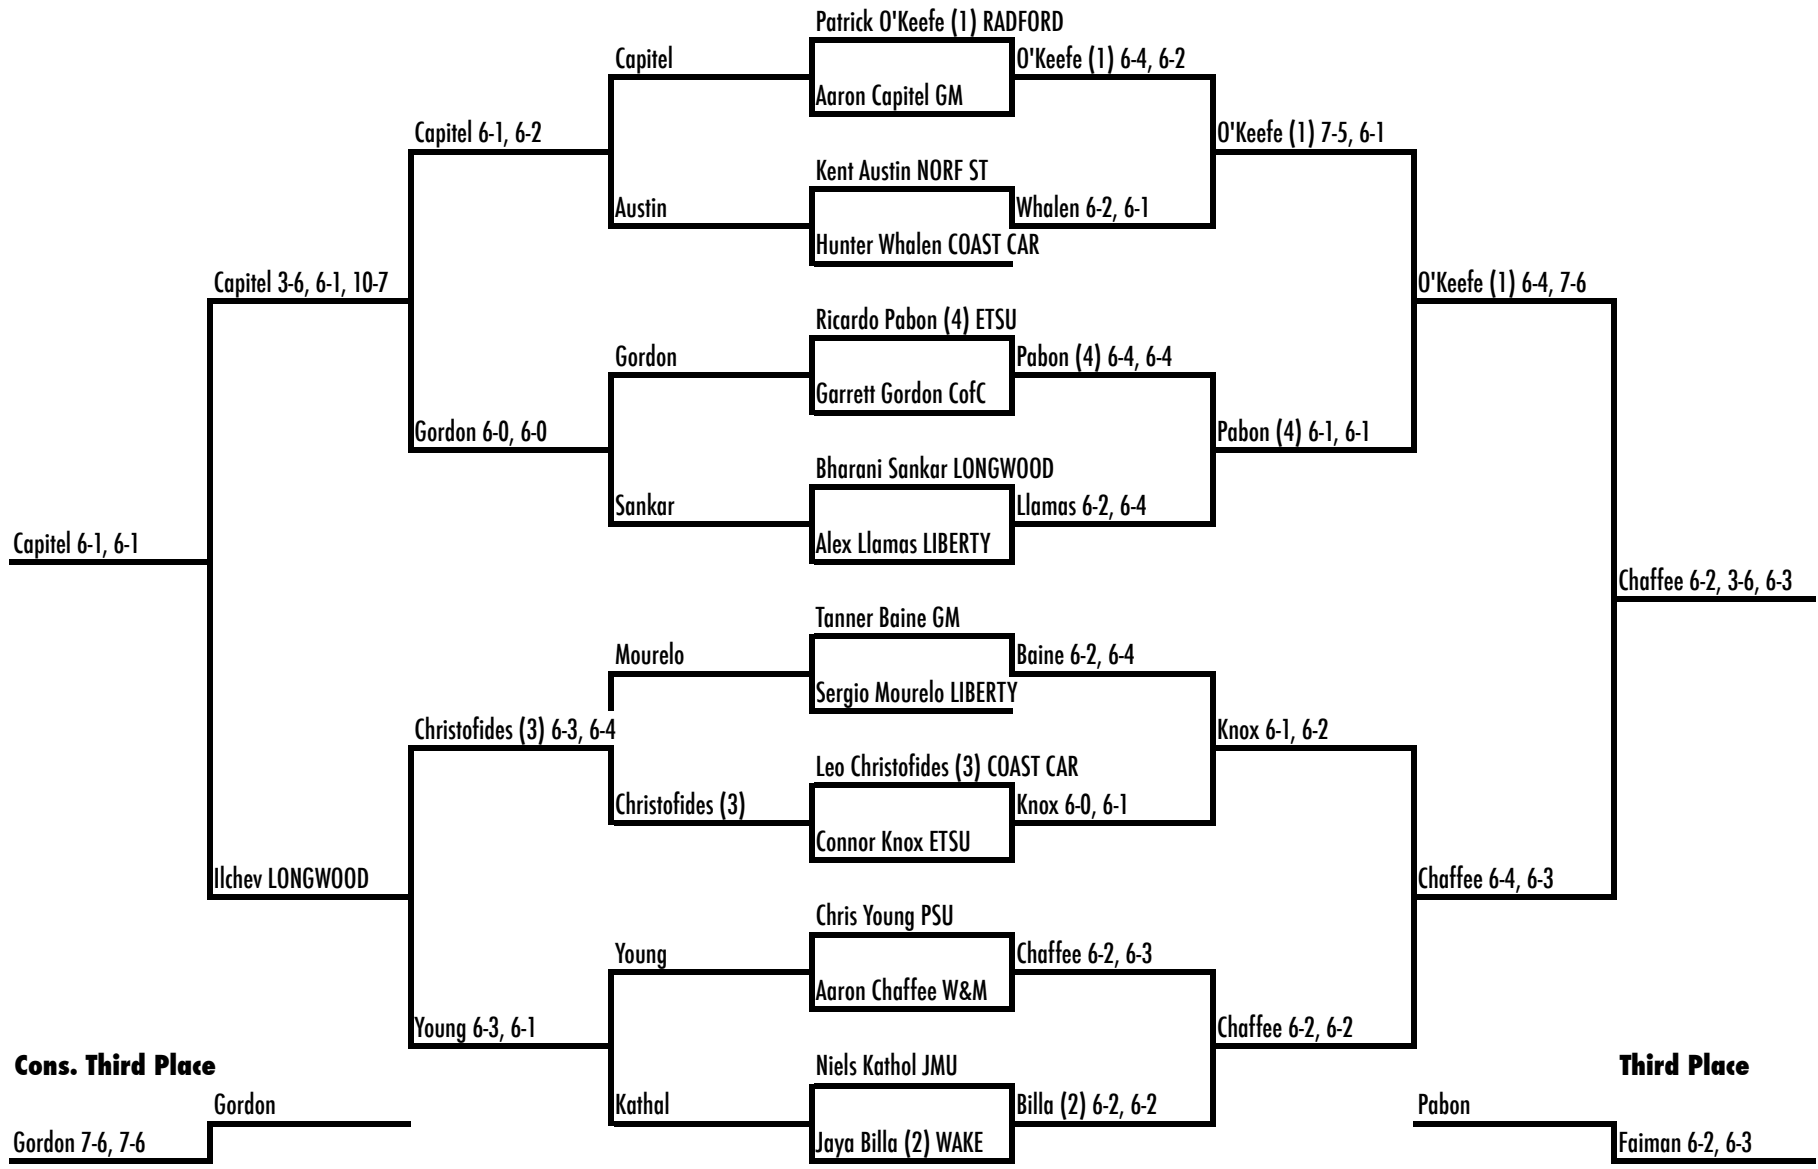 Patrick O'Keefe (1) RADFORD
Capitel
O'Keefe (1) 6-4, 6-2
Aaron Capitel GM
Capitel 6-1, 6-2
O'Keefe (1) 7-5, 6-1
Kent Austin NORF ST
Austin
Whalen 6-2, 6-1
Hunter Whalen COAST CAR
Capitel 3-6, 6-1, 10-7
O'Keefe (1) 6-4, 7-6
Ricardo Pabon (4) ETSU
Gordon
Pabon (4) 6-4, 6-4
Garrett Gordon CofC
Gordon 6-0, 6-0
Pabon (4) 6-1, 6-1
Bharani Sankar LONGWOOD
Sankar
Llamas 6-2, 6-4
Capitel 6-1, 6-1
Alex Llamas LIBERTY
Chaffee 6-2, 3-6, 6-3
Tanner Baine GM
Mourelo
Baine 6-2, 6-4
Sergio Mourelo LIBERTY
Christofides (3) 6-3, 6-4
Knox 6-1, 6-2
Leo Christofides (3) COAST CAR
Christofides (3)
Knox 6-0, 6-1
Connor Knox ETSU
Ilchev LONGWOOD
Chaffee 6-4, 6-3
Chris Young PSU
Young
Chaffee 6-2, 6-3
Aaron Chaffee W&M
Young 6-3, 6-1
Chaffee 6-2, 6-2
Cons. Third Place
Niels Kathol JMU
Third Place
Gordon
Kathal
Billa (2) 6-2, 6-2
Pabon
Gordon 7-6, 7-6
Jaya Billa (2) WAKE
Faiman 6-2, 6-3